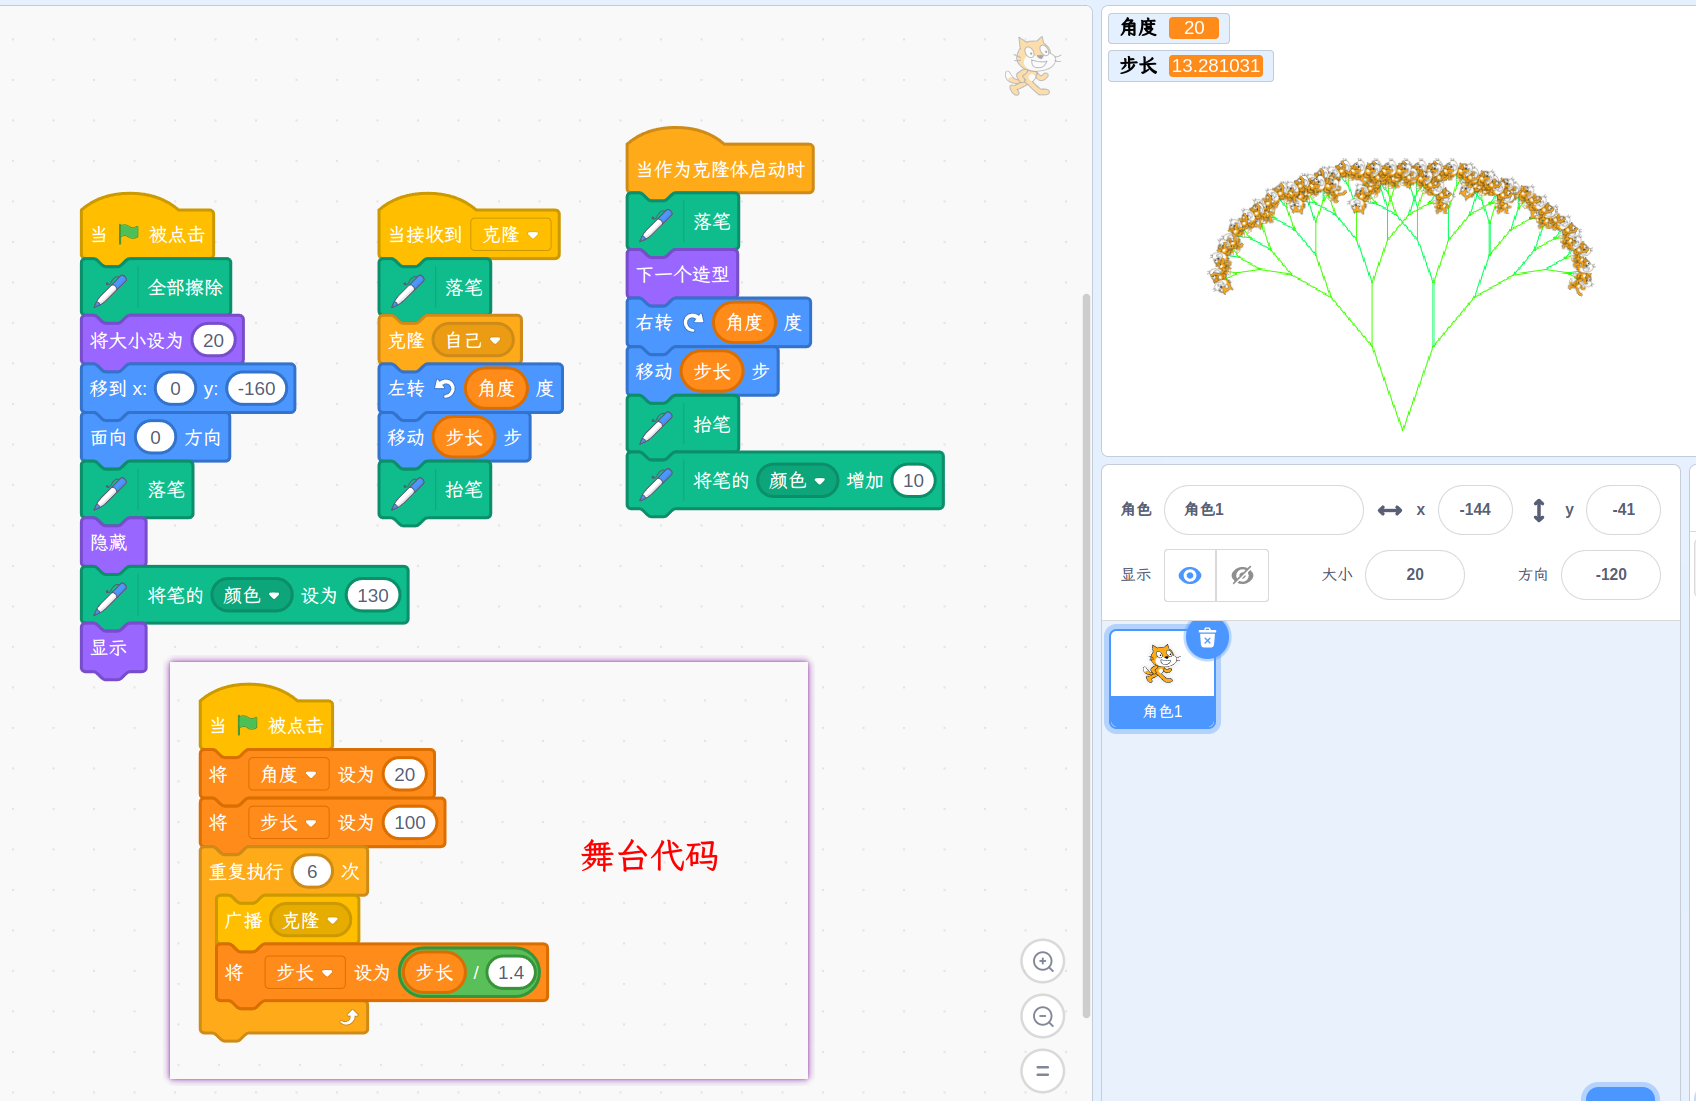 当 被点击
全部擦除
将大小设为 20
移到 x: 0 y: -160
面向 0 方向
落笔
隐藏
将笔的 颜色 设为 130
显示
当接收到 克隆
落笔
克隆 自己
左转 角度 度
移动 步长 步
抬笔
当作为克隆体启动时
落笔
下一个造型
右转 角度 度
移动 步长 步
抬笔
将笔的 颜色 增加 10
当 被点击
将 角度 设为 20
将 步长 设为 100
重复执行 6 次
广播 克隆
将 步长 设为 步长 / 1.4
舞台代码
角度 20
步长 13.281031
角色 角色1 x -144 y -41
显示 大小 20 方向 -120
角色1